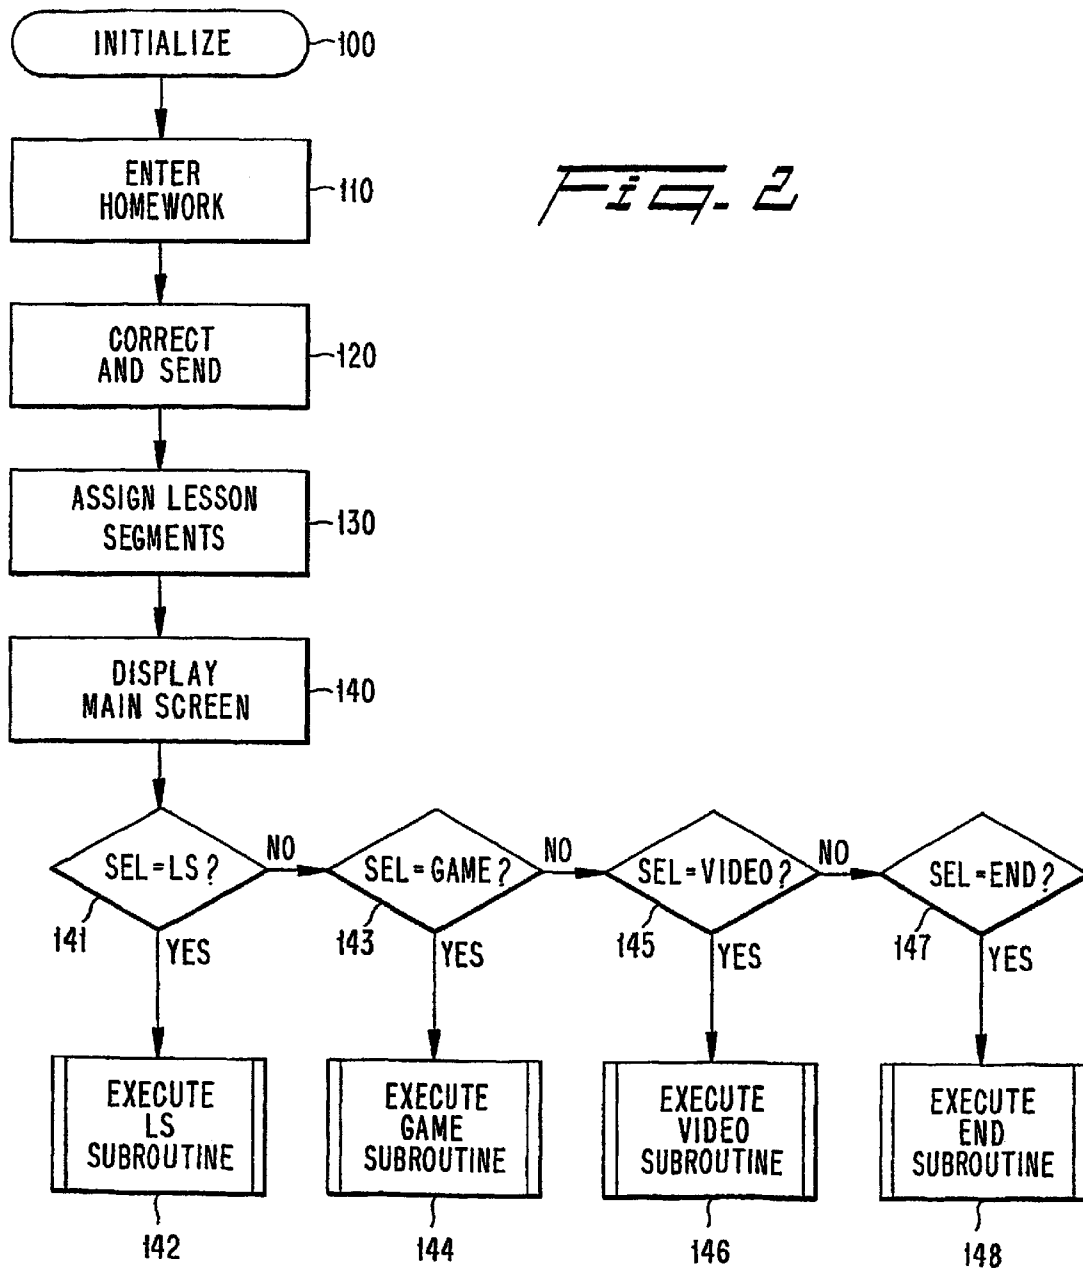 INITIALIZE
100
ENTER
HOMEWORK
110
Fig. 2
CORRECT
AND SEND
120
ASSIGN LESSON
SEGMENTS
130
DISPLAY
MAIN SCREEN
140
SEL=LS?
NO
SEL=GAME?
NO
SEL=VIDEO?
NO
SEL=END?
141
YES
143
YES
145
YES
147
YES
EXECUTE
LS
SUBROUTINE
EXECUTE
GAME
SUBROUTINE
EXECUTE
VIDEO
SUBROUTINE
EXECUTE
END
SUBROUTINE
142
144
146
148